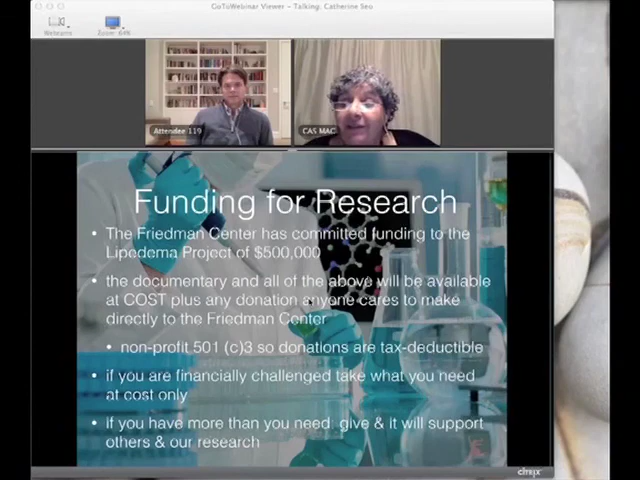 GoToWebinar Viewer - Talking: Catherine Seo
Webcams
Zoom: 64%
Attendee 119
CAS MAC
Funding for Research
• The Friedman Center has committed funding to the
Lipedema Project of $500,000
• the documentary and all of the above will be available
at COST plus any donation anyone cares to make
directly to the Friedman Center
• non-profit 501 (c)3 so donations are tax-deductible
• if you are financially challenged take what you need
at cost only
• if you have more than you need give & it will support
others & our research
citrix